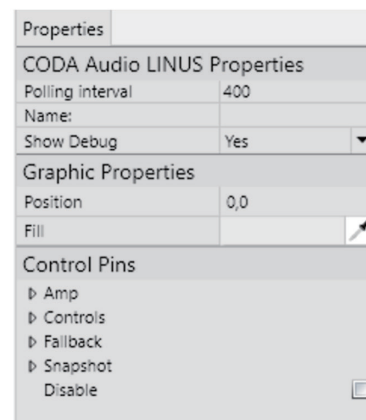 Properties
CODA Audio LINUS Properties
Polling interval 400
Name:
Show Debug Yes
Graphic Properties
Position 0,0
Fill
Control Pins
Amp
Controls
Fallback
Snapshot
Disable